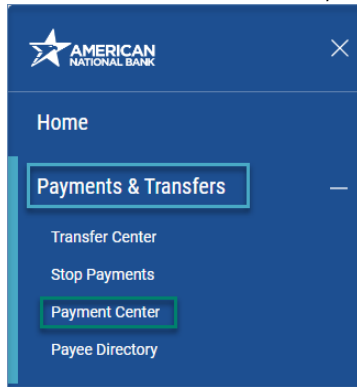 AMERICAN
NATIONAL BANK
Home
Payments & Transfers
Transfer Center
Stop Payments
Payment Center
Payee Directory